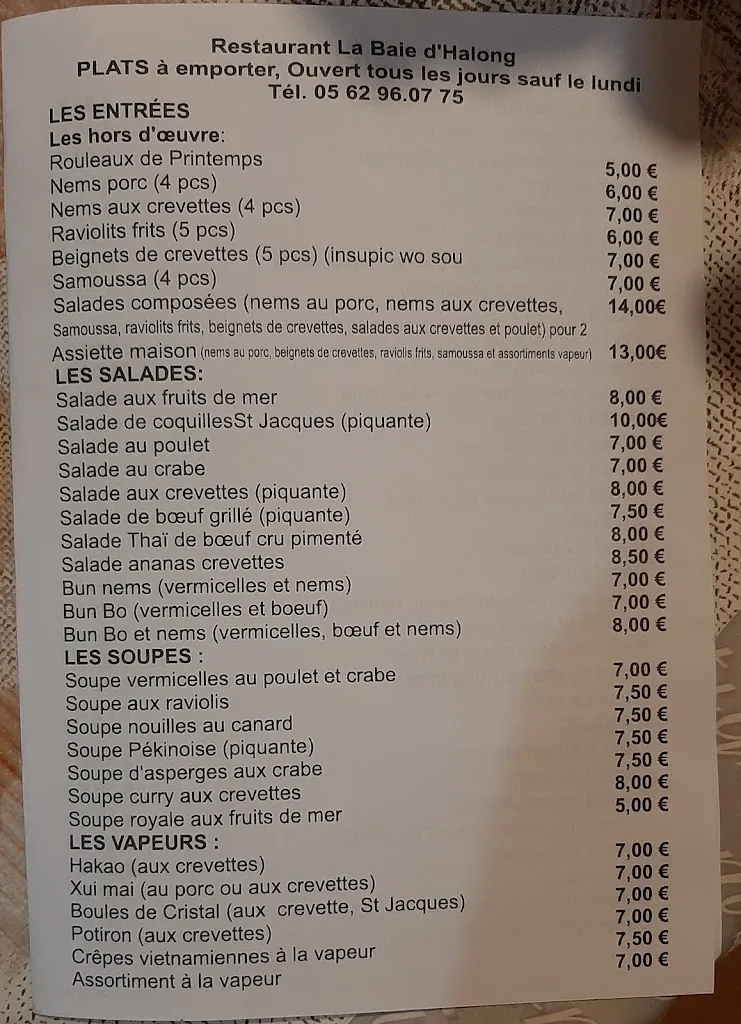 Restaurant La Baie d'Halong
PLATS à emporter, Ouvert tous les jours sauf le lundi
Tél. 05 62 96.07 75
LES ENTRÉES
Les hors d'œuvre:
Rouleaux de Printemps 5,00 €
Nems porc (4 pcs) 6,00 €
Nems aux crevettes (4 pcs) 7,00 €
Raviolits frits (5 pcs) 6,00 €
Beignets de crevettes (5 pcs) (insupic wo sou 7,00 €
Samoussa (4 pcs) 7,00 €
Salades composées (nems au porc, nems aux crevettes, 14,00€
Samoussa, raviolits frits, beignets de crevettes, salades aux crevettes et poulet) pour 2
Assiette maison (nems au porc, beignets de crevettes, raviolis frits, samoussa et assortiments vapeur) 13,00€
LES SALADES:
Salade aux fruits de mer 8,00 €
Salade de coquillesSt Jacques (piquante) 10,00€
Salade au poulet 7,00 €
Salade au crabe 7,00 €
Salade aux crevettes (piquante) 8,00 €
Salade de bœuf grillé (piquante) 7,50 €
Salade Thaï de bœuf cru pimenté 8,00 €
Salade ananas crevettes 8,50 €
Bun nems (vermicelles et nems) 7,00 €
Bun Bo (vermicelles et boeuf) 7,00 €
Bun Bo et nems (vermicelles, bœuf et nems) 8,00 €
LES SOUPES :
Soupe vermicelles au poulet et crabe 7,00 €
Soupe aux raviolis 7,50 €
Soupe nouilles au canard 7,50 €
Soupe Pékinoise (piquante) 7,50 €
Soupe d'asperges aux crabe 7,50 €
Soupe curry aux crevettes 8,00 €
Soupe royale aux fruits de mer 5,00 €
LES VAPEURS :
Hakao (aux crevettes) 7,00 €
Xui mai (au porc ou aux crevettes) 7,00 €
Boules de Cristal (aux crevette, St Jacques) 7,00 €
Potiron (aux crevettes) 7,00 €
Crêpes vietnamiennes à la vapeur 7,50 €
Assortiment à la vapeur 7,00 €